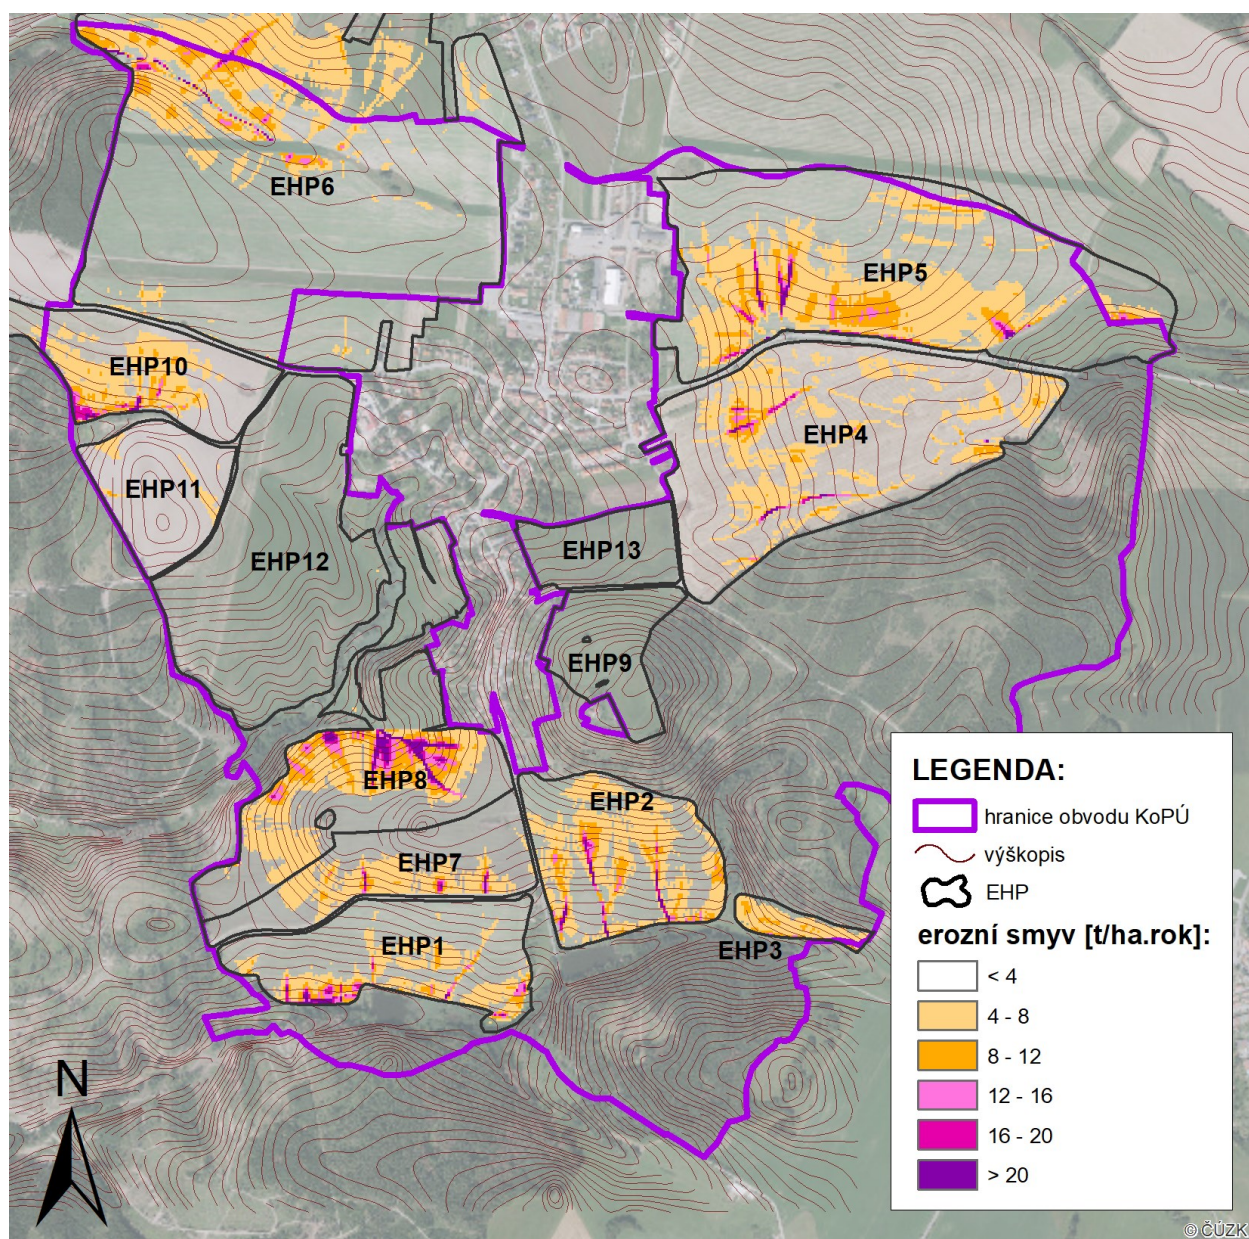 EHP6
EHP5
EHP10
EHP4
EHP11
EHP12
EHP13
EHP9
EHP8
EHP2
EHP7
EHP1
EHP3
LEGENDA:
hranice obvodu KoPÚ
výškopis
EHP
erozní smyv [t/ha.rok]:
< 4
4 - 8
8 - 12
12 - 16
16 - 20
> 20
N
© ČÚZK